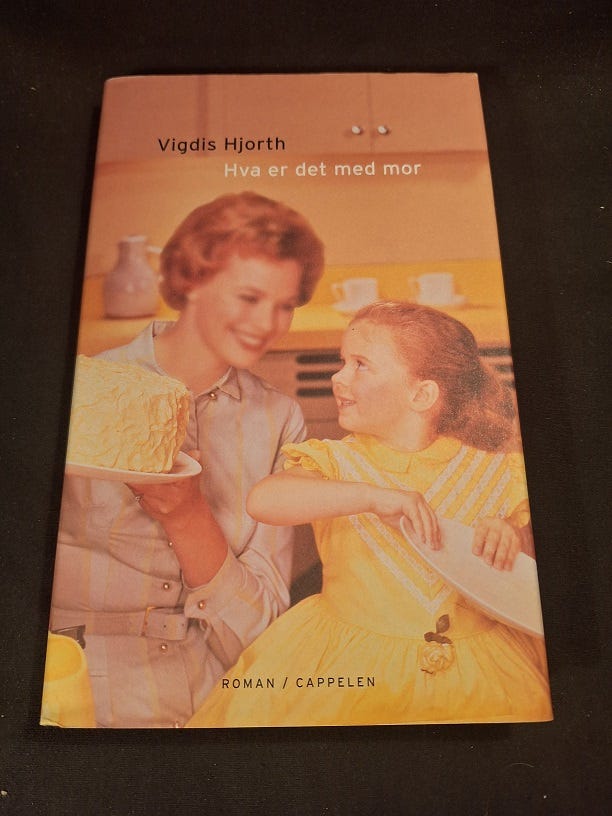 Vigdis Hjorth
Hva er det med mor
ROMAN / CAPPELEN